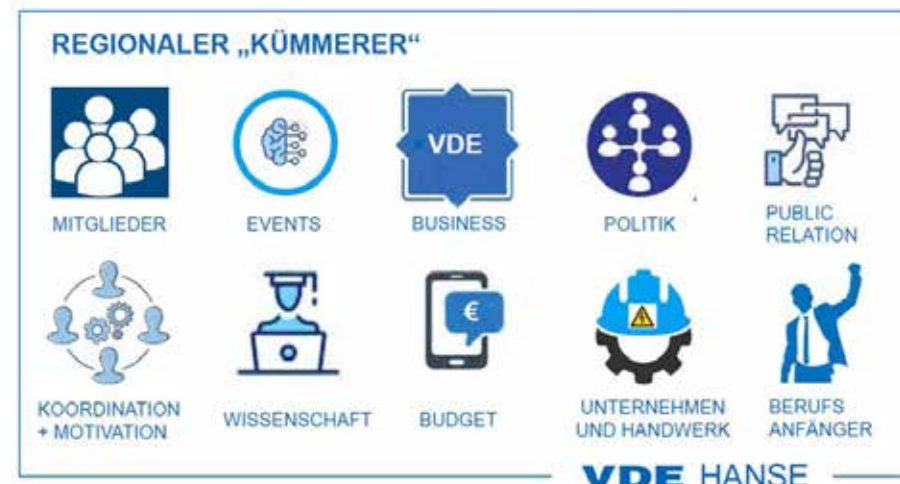 REGIONALER „KÜMMERER“
VDE
MITGLIEDER
EVENTS
BUSINESS
POLITIK
PUBLIC
RELATION
€
KOORDINATION
+ MOTIVATION
WISSENSCHAFT
BUDGET
UNTERNEHMEN
UND HANDWERK
BERUFS
ANFÄNGER
VDE HANSE